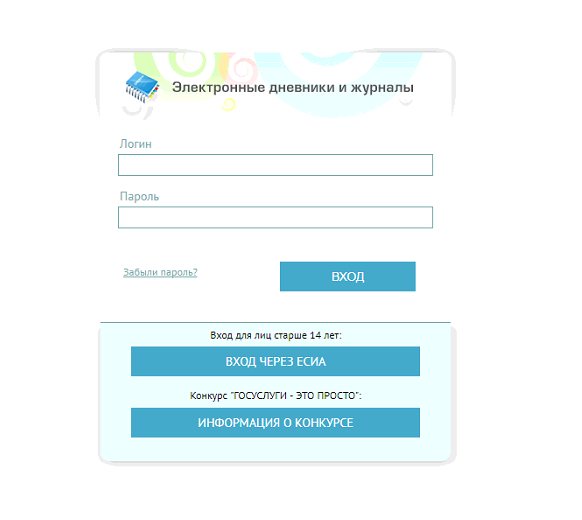 Электронные дневники и журналы
Логин
Пароль
Забыли пароль?
ВХОД
Вход для лиц старше 14 лет:
ВХОД ЧЕРЕЗ ЕСИА
Конкурс "ГОСУСЛУГИ - ЭТО ПРОСТО":
ИНФОРМАЦИЯ О КОНКУРСЕ